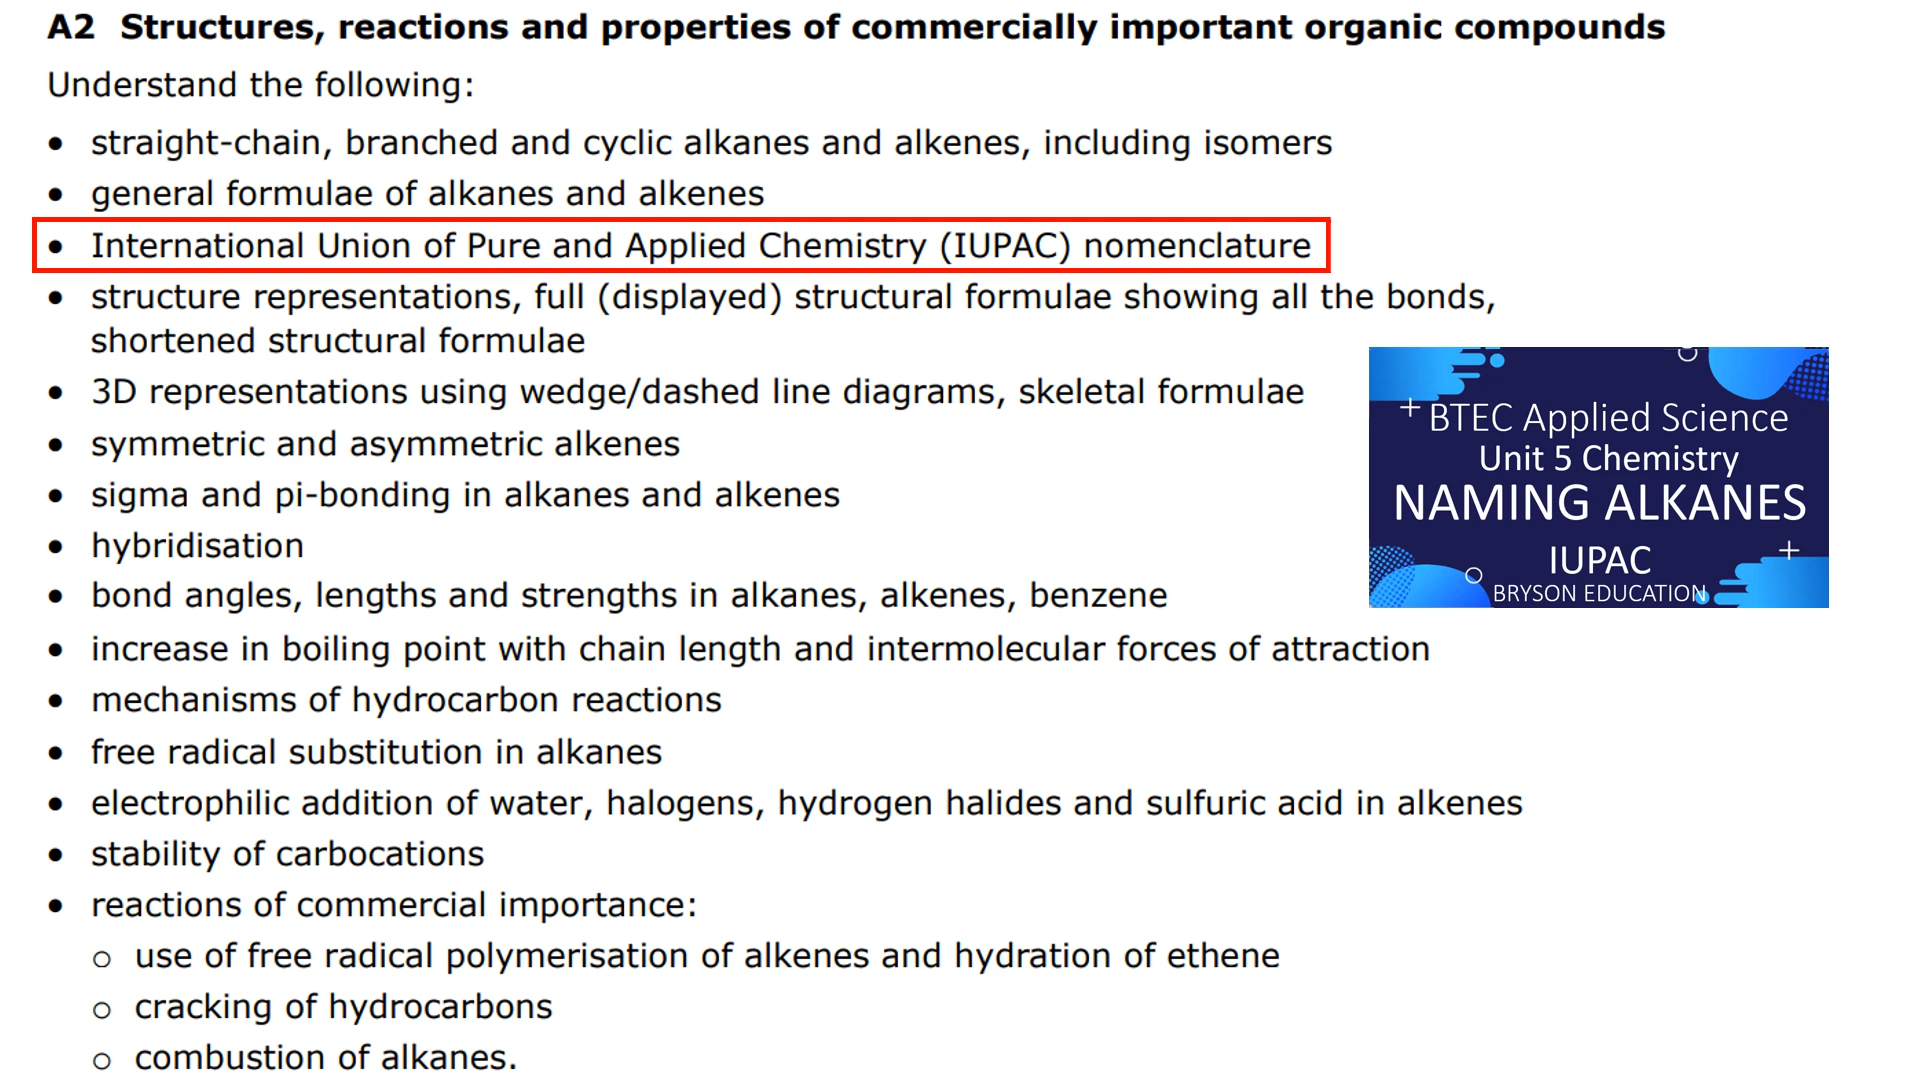 A2 Structures, reactions and properties of commercially important organic compounds
Understand the following:
• straight-chain, branched and cyclic alkanes and alkenes, including isomers
• general formulae of alkanes and alkenes
• International Union of Pure and Applied Chemistry (IUPAC) nomenclature
• structure representations, full (displayed) structural formulae showing all the bonds,
shortened structural formulae
• 3D representations using wedge/dashed line diagrams, skeletal formulae
• symmetric and asymmetric alkenes
• sigma and pi-bonding in alkanes and alkenes
• hybridisation
• bond angles, lengths and strengths in alkanes, alkenes, benzene
• increase in boiling point with chain length and intermolecular forces of attraction
• mechanisms of hydrocarbon reactions
• free radical substitution in alkanes
• electrophilic addition of water, halogens, hydrogen halides and sulfuric acid in alkenes
• stability of carbocations
• reactions of commercial importance:
o use of free radical polymerisation of alkenes and hydration of ethene
o cracking of hydrocarbons
o combustion of alkanes.
BTEC Applied Science
Unit 5 Chemistry
NAMING ALKANES
IUPAC
BRYSON EDUCATION